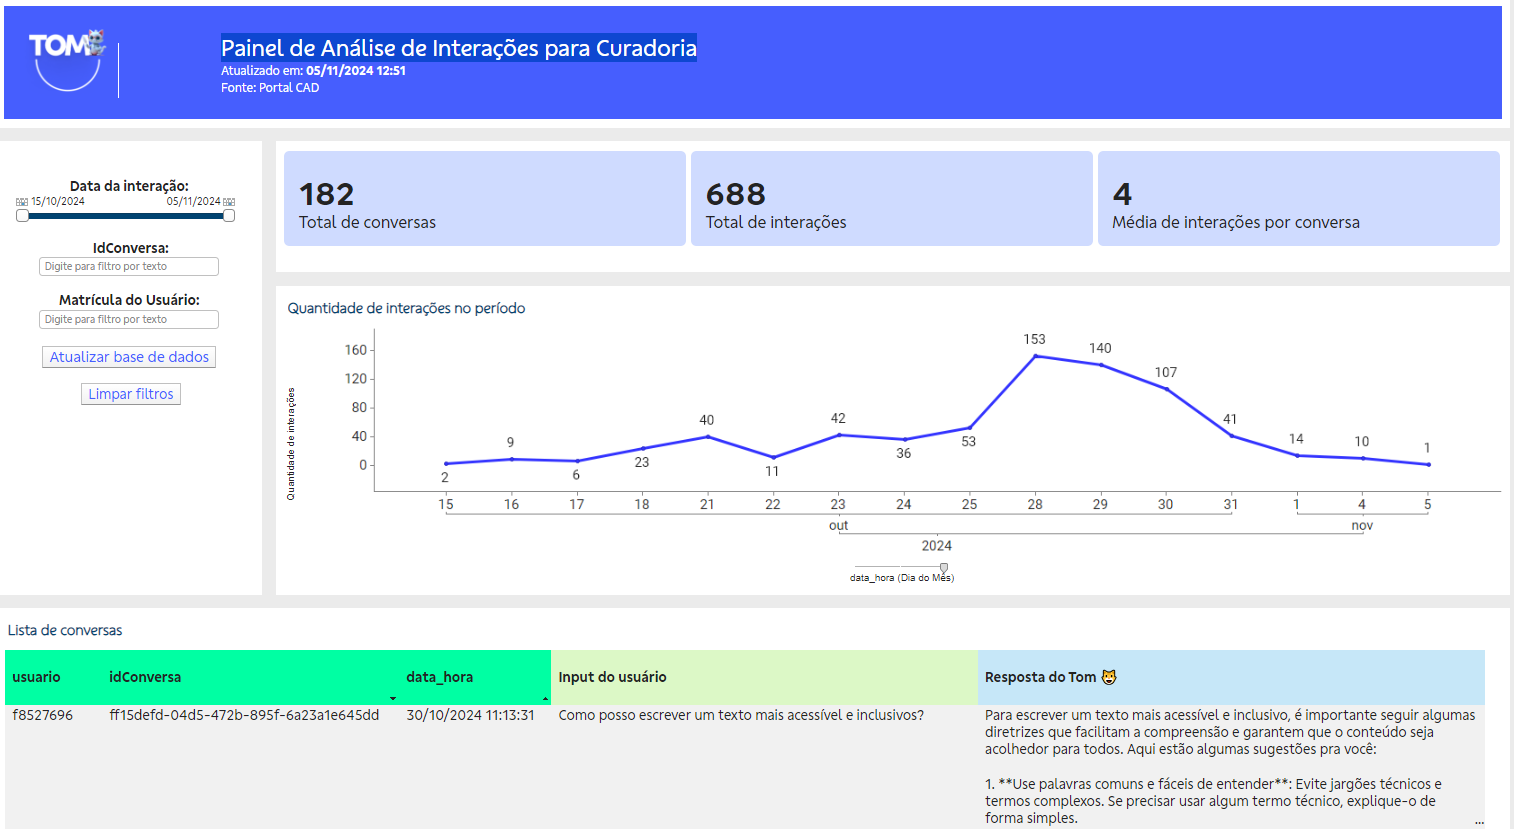 TOM
Painel de Análise de Interações para Curadoria
Atualizado em: 05/11/2024 12:51
Fonte: Portal CAD
Data da interação:
15/10/2024 05/11/2024
IdConversa:
Digite para filtro por texto
Matrícula do Usuário:
Digite para filtro por texto
Atualizar base de dados
Limpar filtros
182
Total de conversas
688
Total de interações
4
Média de interações por conversa
Quantidade de interações no período
Quantidade de interações
160
120
80
40
0
2 9 6 23 40 11 42 36 53 153 140 107 41 14 10 1
15 16 17 18 21 22 23 24 25 28 29 30 31 1 4 5
out nov
2024
data_hora (Dia do Mês)
Lista de conversas
usuario idConversa data_hora Input do usuário Resposta do Tom
f8527696 ff15defd-04d5-472b-895f-6a23a1e645dd 30/10/2024 11:13:31 Como posso escrever um texto mais acessível e inclusivos?
Para escrever um texto mais acessível e inclusivo, é importante seguir algumas
diretrizes que facilitam a compreensão e garantem que o conteúdo seja
acolhedor para todos. Aqui estão algumas sugestões pra você:
1. **Use palavras comuns e fáceis de entender**: Evite jargões técnicos e
termos complexos. Se precisar usar algum termo técnico, explique-o de
forma simples.
...